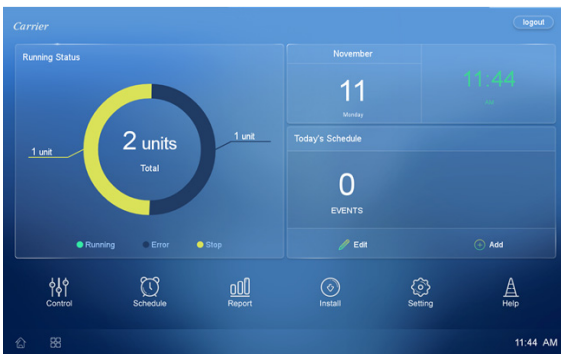 Carrier
logout
Running Status
1 unit
2 units
Total
1 unit
Running
Error
Stop
November
11
Monday
11:44
AM
Today's Schedule
0
EVENTS
Edit
Add
Control
Schedule
Report
Install
Setting
Help
11:44 AM